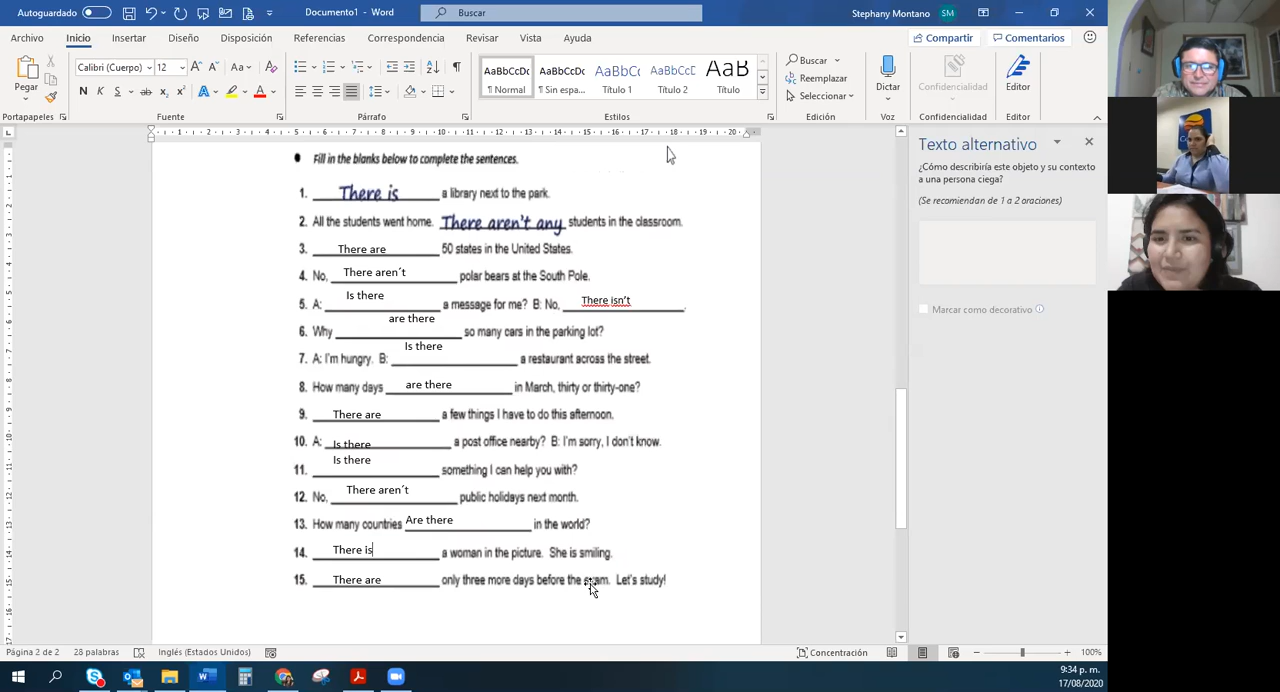 Autoguardado
Documento1 - Word
Buscar
Stephany Montano
SM
Archivo Inicio Insertar Diseño Disposición Referencias Correspondencia Revisar Vista Ayuda
Compartir Comentarios
Pegar
Calibri (Cuerpo) 12
N K S ab x₂ x²
AaBbCcDc AaBbCcDc AaBbCc AaBbCcD AaB
¶ Normal ¶ Sin espa... Título 1 Título 2 Título
Buscar
Reemplazar
Seleccionar
Dictar
Confidencialidad
Editor
Portapapeles Fuente Párrafo Estilos Edición Voz Confidencialidad Editor
Fill in the blanks below to complete the sentences.
1. There is a library next to the park.
2. All the students went home. There aren't any students in the classroom.
3. There are 50 states in the United States.
4. No, There aren´t polar bears at the South Pole.
5. A: Is there a message for me? B: No, There isn't.
6. Why are there so many cars in the parking lot?
7. A: I'm hungry. B: Is there a restaurant across the street.
8. How many days are there in March, thirty or thirty-one?
9. There are a few things I have to do this afternoon.
10. A: Is there a post office nearby? B: I'm sorry, I don't know.
11. Is there something I can help you with?
12. No, There aren´t public holidays next month.
13. How many countries Are there in the world?
14. There is a woman in the picture. She is smiling.
15. There are only three more days before the exam. Let's study!
Texto alternativo
¿Cómo describiría este objeto y su contexto
a una persona ciega?
(Se recomiendan de 1 a 2 oraciones)
Marcar como decorativo
Página 2 de 2 28 palabras Inglés (Estados Unidos)
Concentración
100%
9:34 p. m.
17/08/2020